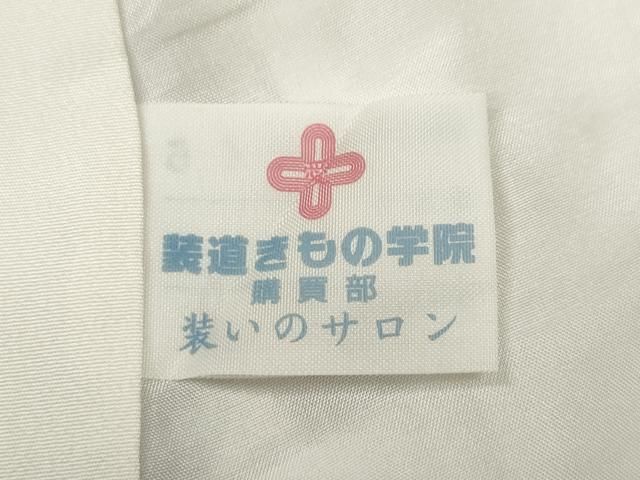 装道きもの学院
購買部
装いのサロン